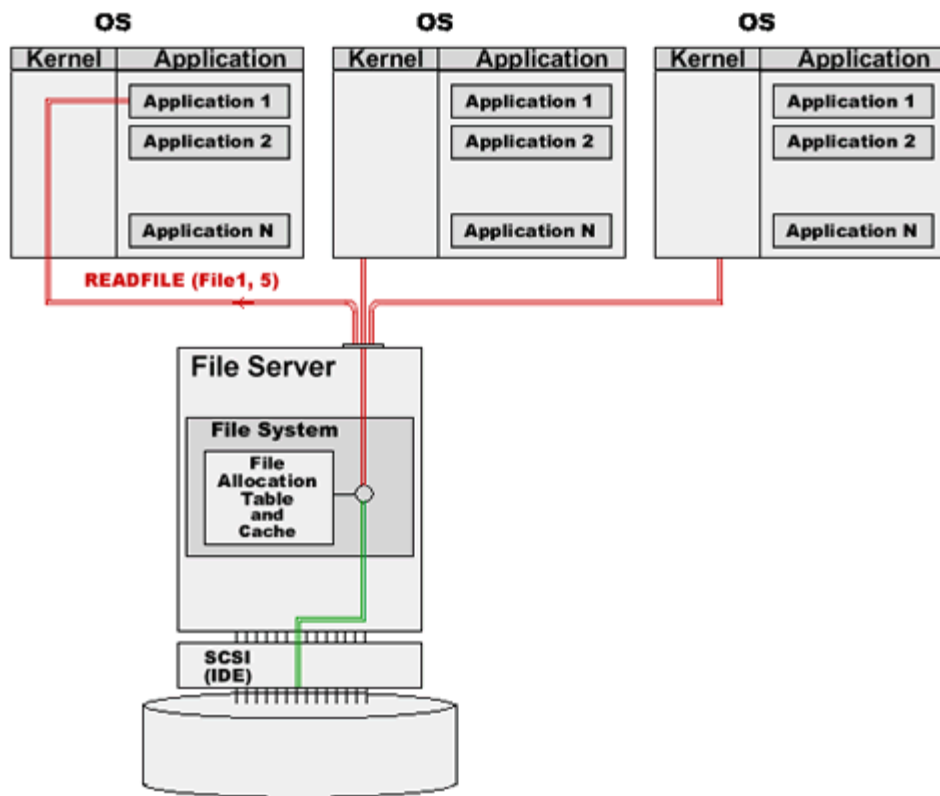 OS OS OS
Kernel Application Kernel Application Kernel Application
Application 1 Application 1 Application 1
Application 2 Application 2 Application 2
Application N Application N Application N
READFILE (File1, 5)
File Server
File System
File
Allocation
Table
and
Cache
SCSI
(IDE)